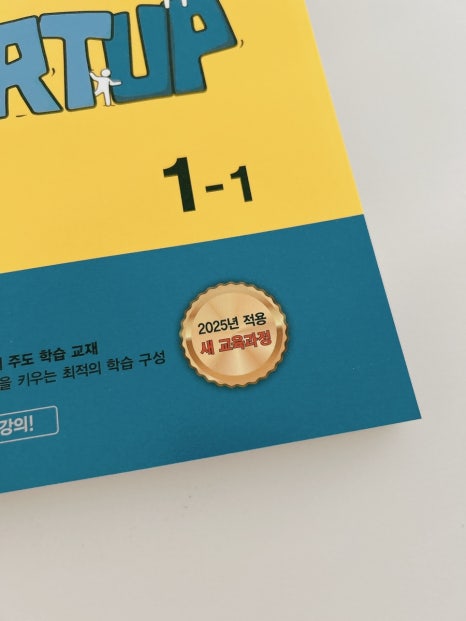 RTUP
1-1
2025년 적용
새 교육과정
주도 학습 교재
을 키우는 최적의 학습 구성
강의!